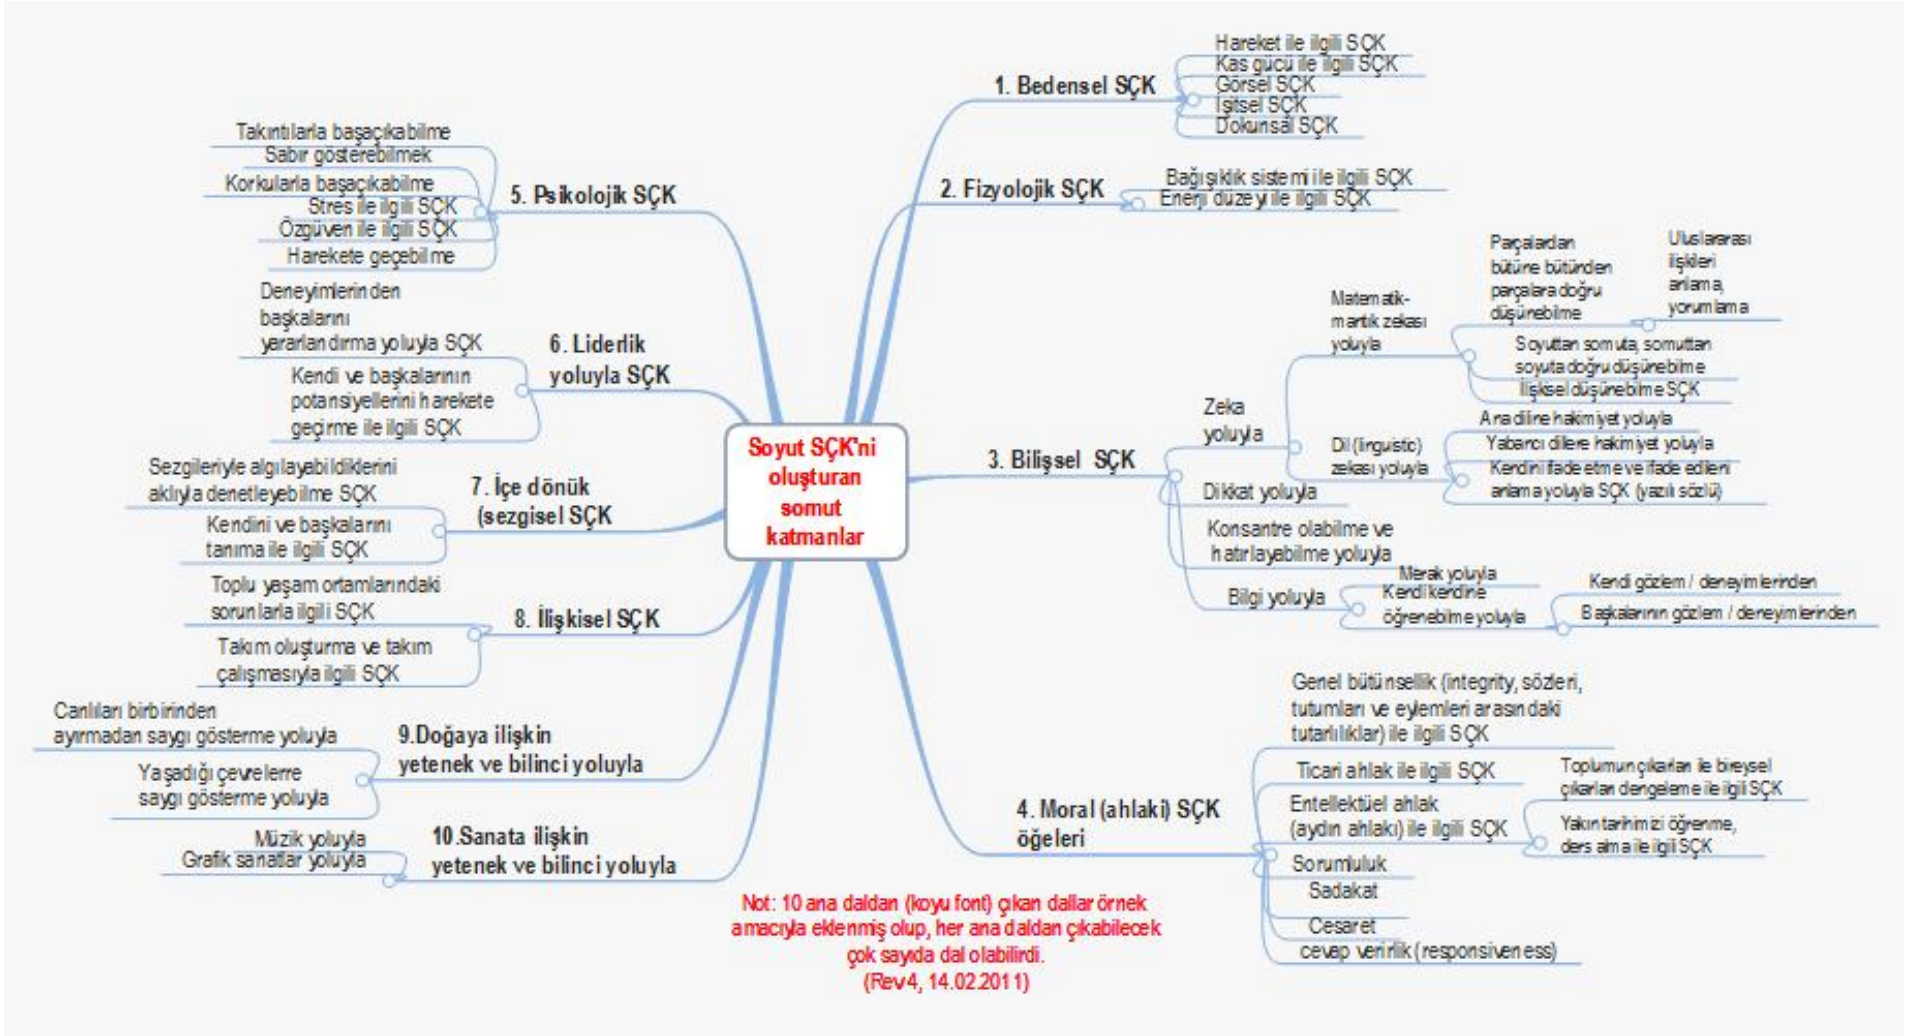 Soyut SÇK'ni
oluşturan
somut
katmanlar
1. Bedensel SÇK
Hareket ile ilgili SÇK
Kas gücü ile ilgili SÇK
Görsel SÇK
İşitsel SÇK
Dokunsal SÇK
2. Fizyolojik SÇK
Bağışıklık sistemi ile ilgili SÇK
Enerji düzeyi ile ilgili SÇK
3. Bilişsel SÇK
Zeka
yoluyla
Matematik-
mantık zekası
yoluyla
Parçalardan
bütüne bütünden
parçalara doğru
düşünebilme
Uluslararası
ilişkileri
anlama,
yorumlama
Soyuttan somuta, somuttan
soyuta doğru düşünebilme
İlişkisel düşünebilme SÇK
Dil (linguistic)
zekası yoluyla
Ana diline hakimiyet yoluyla
Yabancı dillere hakimiyet yoluyla
Kendini ifade etme ve ifade edileni
anlama yoluyla SÇK (yazılı sözlü)
Dikkat yoluyla
Konsantre olabilme ve
hatırlayabilme yoluyla
Bilgi yoluyla
Merak yoluyla
Kendi kendine
öğrenebilme yoluyla
Kendi gözlem / deneyimlerinden
Başkalarının gözlem / deneyimlerinden
4. Moral (ahlaki) SÇK
öğeleri
Genel bütünsellik (integrity, sözleri,
tutumları ve eylemleri arasındaki
tutarlılıklar) ile ilgili SÇK
Ticari ahlak ile ilgili SÇK
Entellektüel ahlak
(aydın ahlakı) ile ilgili SÇK
Toplumun çıkarları ile bireysel
çıkarları dengeleme ile ilgili SÇK
Yakın tarihimizi öğrenme,
ders alma ile ilgili SÇK
Sorumluluk
Sadakat
Cesaret
cevap verirlik (responsiveness)
5. Psikolojik SÇK
Takıntılarla başaçıkabilme
Sabır gösterebilmek
Korkularla başaçıkabilme
Stres ile ilgili SÇK
Özgüven ile ilgili SÇK
Harekete geçebilme
6. Liderlik
yoluyla SÇK
Deneyimlerinden
başkalarını
yararlandırma yoluyla SÇK
Kendi ve başkalarının
potansiyellerini harekete
geçirme ile ilgili SÇK
7. İçe dönük
(sezgisel SÇK
Sezgileriyle algılayabildiklerini
aklıyla denetleyebilme SÇK
Kendini ve başkalarını
tanıma ile ilgili SÇK
8. İlişkisel SÇK
Toplu yaşam ortamlarındaki
sorunlarla ilgili SÇK
Takım oluşturma ve takım
çalışmasıyla ilgili SÇK
9.Doğaya ilişkin
yetenek ve bilinci yoluyla
Canlıları birbirinden
ayırmadan saygı gösterme yoluyla
Yaşadığı çevrelerre
saygı gösterme yoluyla
10.Sanata ilişkin
yetenek ve bilinci yoluyla
Müzik yoluyla
Grafik sanatlar yoluyla
Not: 10 ana daldan (koyu font) çıkan dallar örnek
amacıyla eklenmiş olup, her ana daldan çıkabilecek
çok sayıda dal olabilirdi.
(Rev4, 14.02.2011)